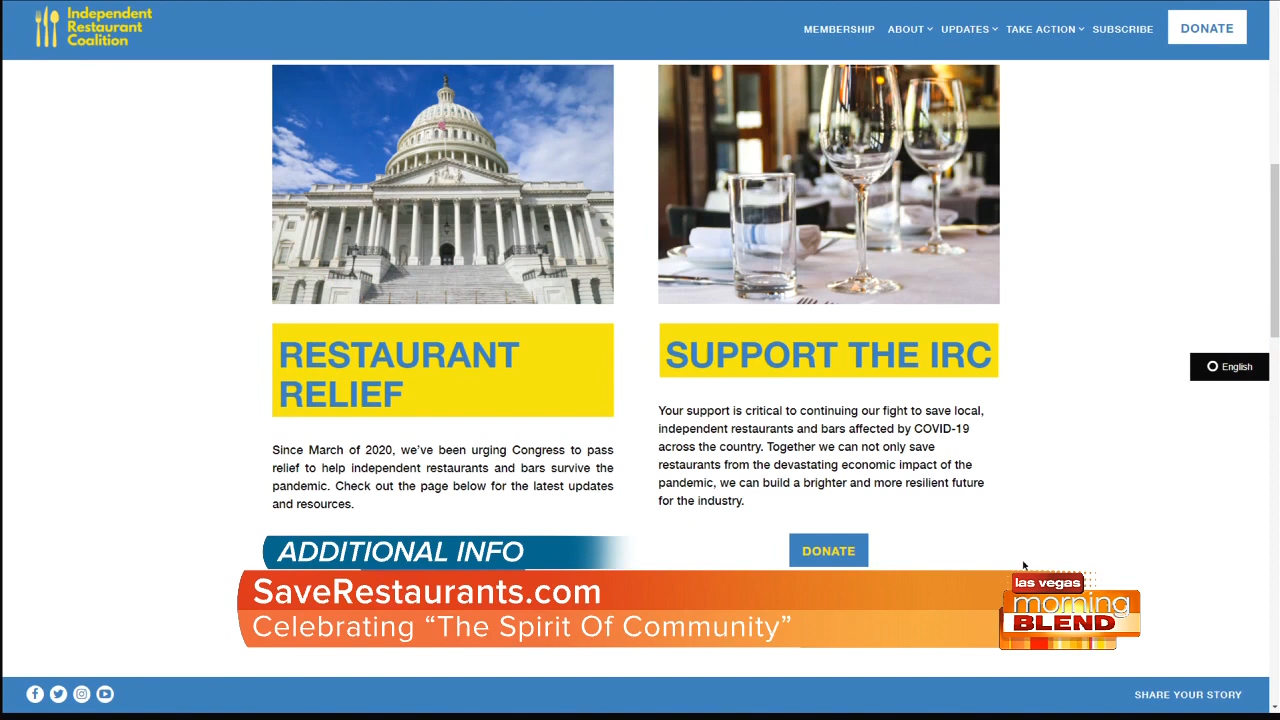 Independent
Restaurant
Coalition
MEMBERSHIP ABOUT UPDATES TAKE ACTION SUBSCRIBE DONATE
RESTAURANT
RELIEF
Since March of 2020, we've been urging Congress to pass
relief to help independent restaurants and bars survive the
pandemic. Check out the page below for the latest updates
and resources.
SUPPORT THE IRC
Your support is critical to continuing our fight to save local,
independent restaurants and bars affected by COVID-19
across the country. Together we can not only save
restaurants from the devastating economic impact of the
pandemic, we can build a brighter and more resilient future
for the industry.
DONATE
English
ADDITIONAL INFO
SaveRestaurants.com
Celebrating “The Spirit Of Community”
las vegas
morning
BLEND
SHARE YOUR STORY